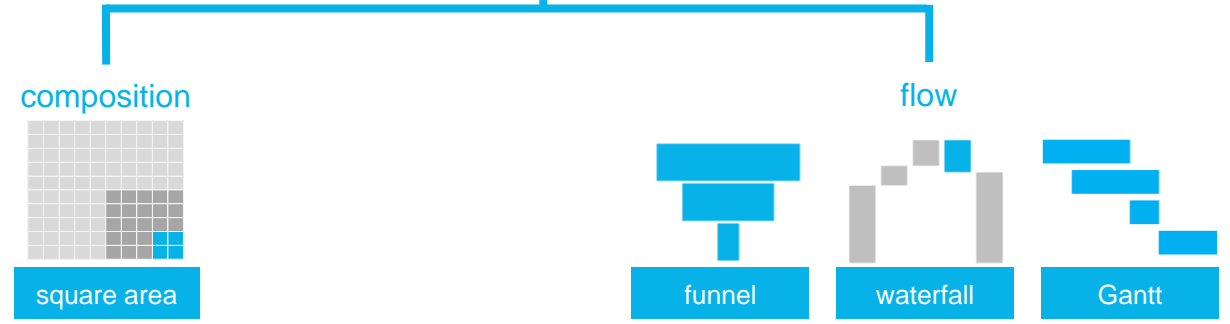 composition
flow
square area
funnel
waterfall
Gantt